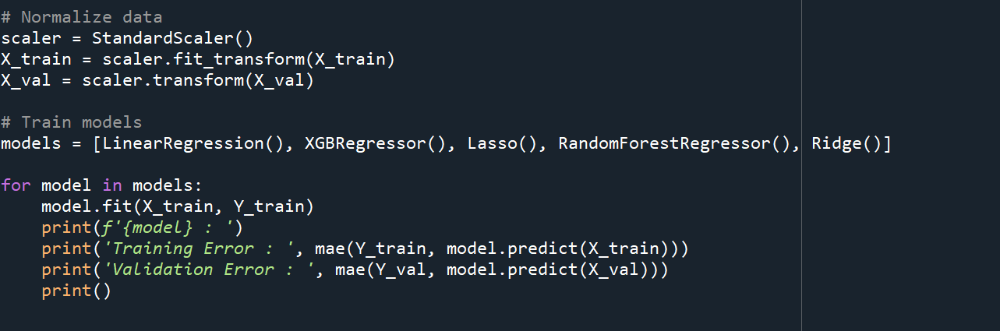 # Normalize data
scaler = StandardScaler()
X_train = scaler.fit_transform(X_train)
X_val = scaler.transform(X_val)
# Train models
models = [LinearRegression(), XGBRegressor(), Lasso(), RandomForestRegressor(), Ridge()]
for model in models:
    model.fit(X_train, Y_train)
    print(f'{model} : ')
    print('Training Error : ', mae(Y_train, model.predict(X_train)))
    print('Validation Error : ', mae(Y_val, model.predict(X_val)))
    print()